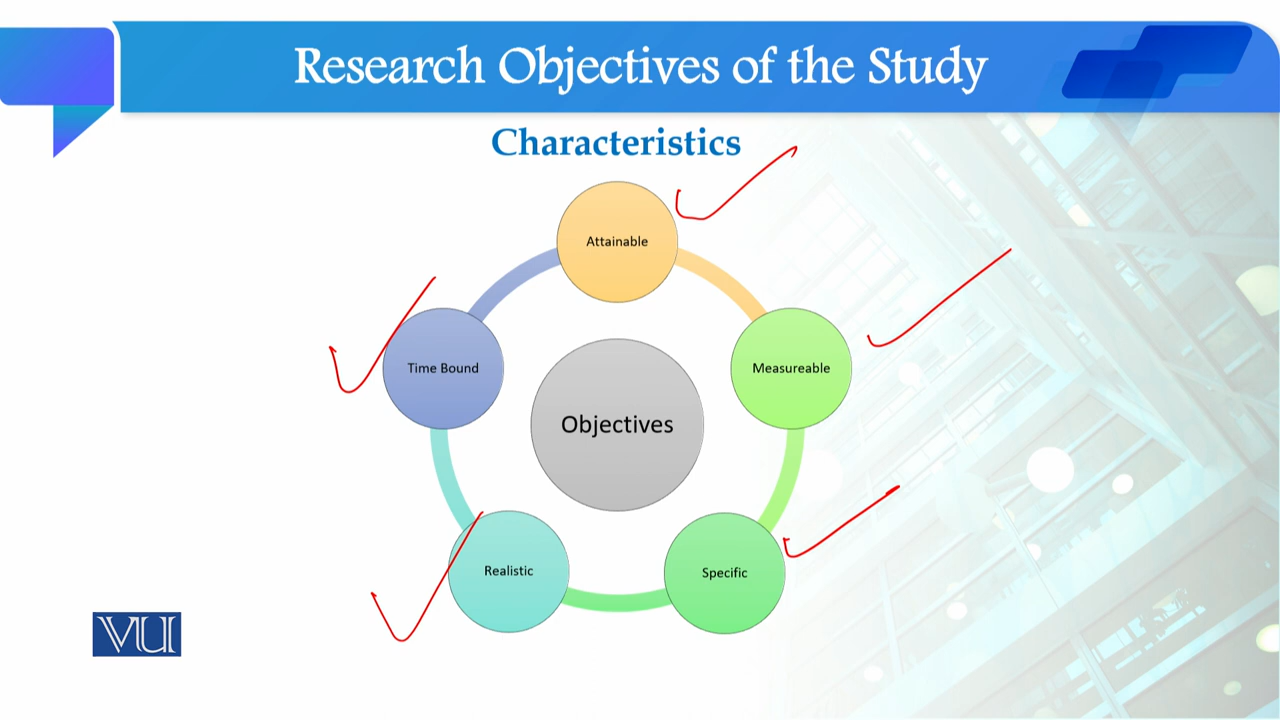 Research Objectives of the Study
Characteristics
Attainable
Time Bound
Measureable
Objectives
Realistic
Specific
VU